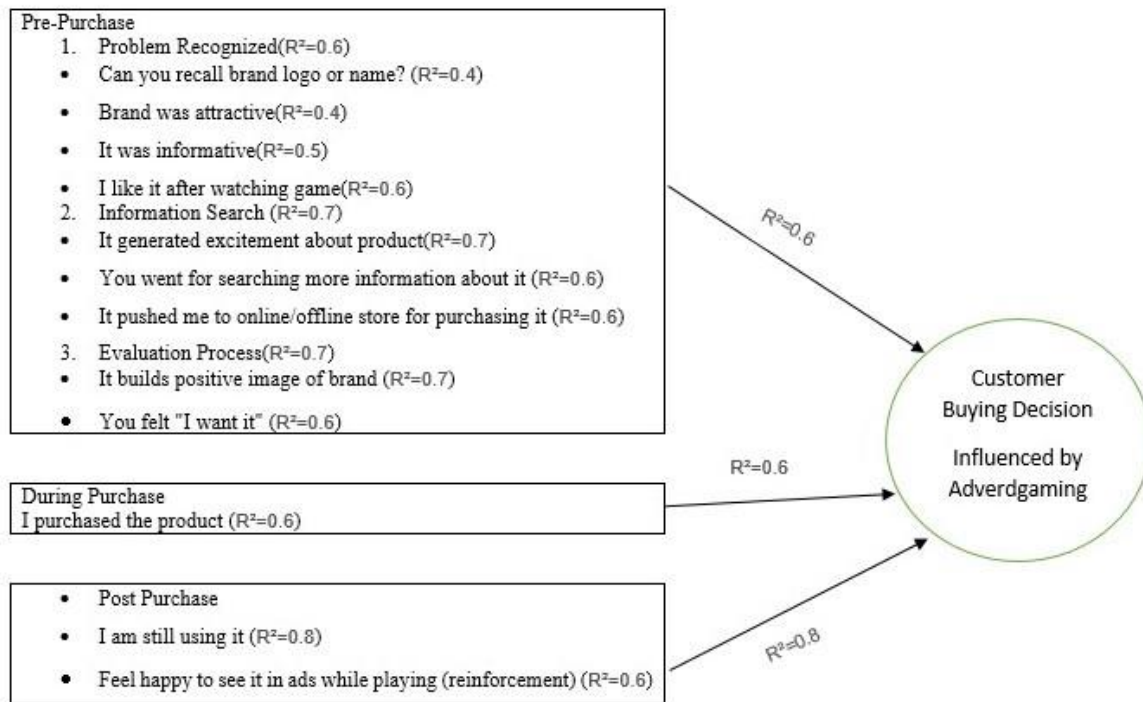 Pre-Purchase
1. Problem Recognized(R²=0.6)
• Can you recall brand logo or name? (R²=0.4)
• Brand was attractive(R²=0.4)
• It was informative(R²=0.5)
• I like it after watching game(R²=0.6)
2. Information Search (R²=0.7)
• It generated excitement about product(R²=0.7)
• You went for searching more information about it (R²=0.6)
• It pushed me to online/offline store for purchasing it (R²=0.6)
3. Evaluation Process(R²=0.7)
• It builds positive image of brand (R²=0.7)
• You felt "I want it" (R²=0.6)
R²=0.6
During Purchase
I purchased the product (R²=0.6)
R²=0.6
• Post Purchase
• I am still using it (R²=0.8)
• Feel happy to see it in ads while playing (reinforcement) (R²=0.6)
R²=0.8
Customer
Buying Decision
Influenced by
Adverdgaming